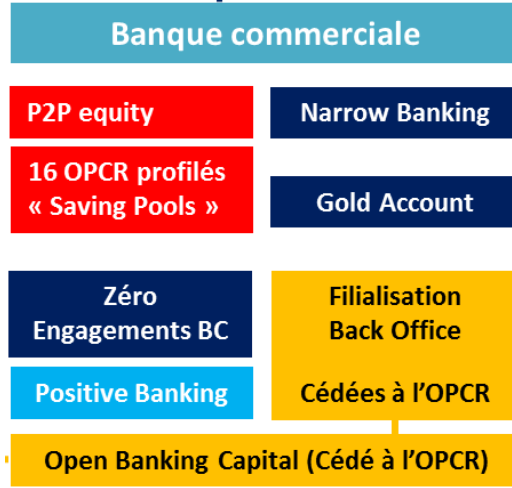 Banque commerciale
P2P equity
Narrow Banking
16 OPCR profilés
« Saving Pools »
Gold Account
Zéro
Engagements BC
Filialisation
Back Office
Positive Banking
Cédées à l’OPCR
Open Banking Capital (Cédé à l’OPCR)